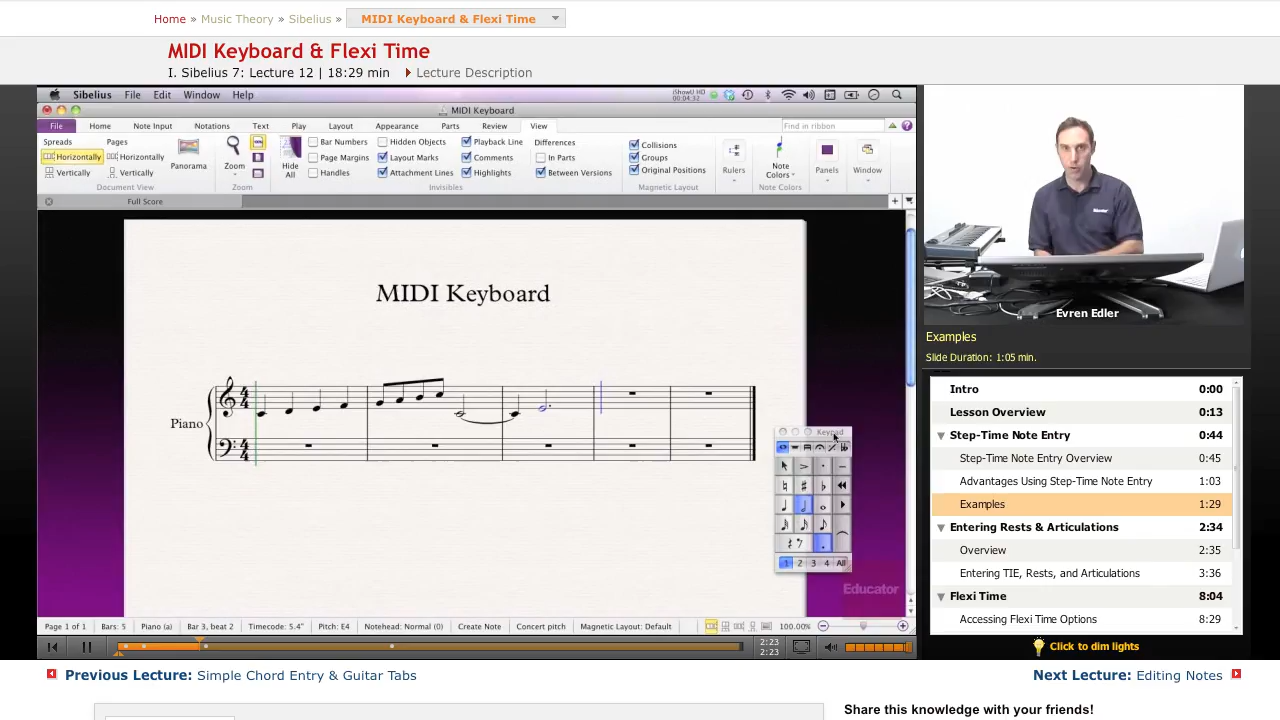 Home » Music Theory » Sibelius » MIDI Keyboard & Flexi Time
MIDI Keyboard & Flexi Time
I. Sibelius 7: Lecture 12 | 18:29 min Lecture Description
Sibelius File Edit Window Help
iShowU HD
00:04:32
MIDI Keyboard
File Home Note Input Notations Text Play Layout Appearance Parts Review View Find in ribbon
Spreads Pages Bar Numbers Hidden Objects Playback Line Differences Collisions
Horizontally Horizontally Page Margins Layout Marks Comments In Parts Groups
Vertically Vertically Panorama Zoom Hide All Handles Attachment Lines Highlights Between Versions Original Positions Rulers Note Colors Panels Window
Document View Zoom Invisibles Magnetic Layout Note Colors
Full Score
MIDI Keyboard
Piano
Keypad
1 2 3 4 All
Educator
Page 1 of 1 Bars: 5 Piano (a) Bar 3, beat 2 Timecode: 5.4" Pitch: E4 Notehead: Normal (0) Create Note Concert pitch Magnetic Layout: Default 100.00%
2:23
2:23
Evren Edler
Examples
Slide Duration: 1:05 min.
Intro 0:00
Lesson Overview 0:13
Step-Time Note Entry 0:44
Step-Time Note Entry Overview 0:45
Advantages Using Step-Time Note Entry 1:03
Examples 1:29
Entering Rests & Articulations 2:34
Overview 2:35
Entering TIE, Rests, and Articulations 3:36
Flexi Time 8:04
Accessing Flexi Time Options 8:29
Click to dim lights
Previous Lecture: Simple Chord Entry & Guitar Tabs
Next Lecture: Editing Notes
Share this knowledge with your friends!